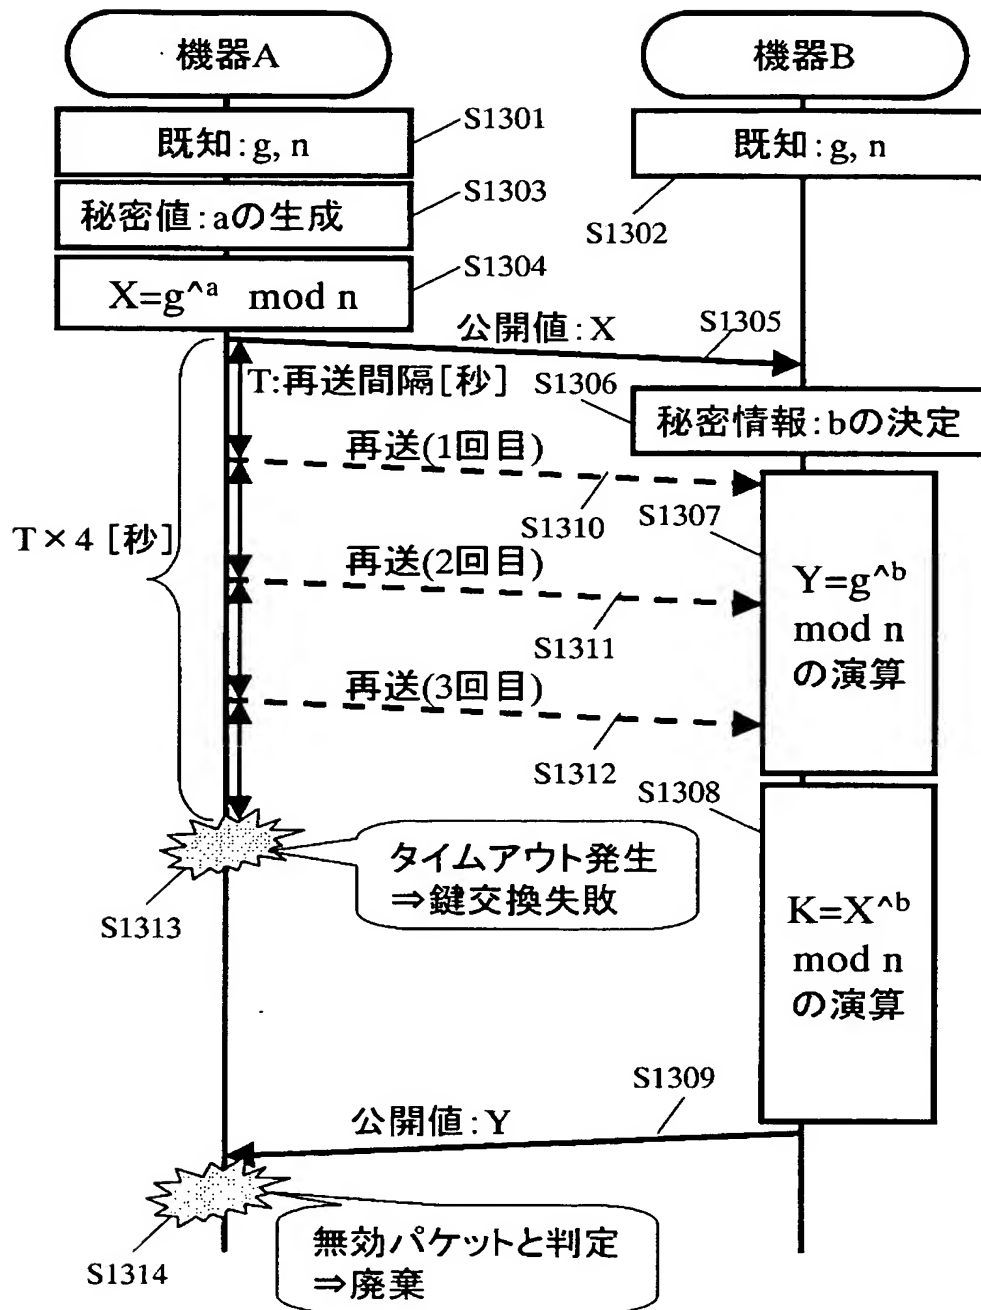 機器A
機器B
既知:g, n
S1301
既知:g, n
S1302
秘密値:aの生成
S1303
X=g^a mod n
S1304
公開値:X
S1305
T:再送間隔[秒]
S1306
秘密情報:bの決定
再送(1回目)
S1310
S1307
T×4 [秒]
再送(2回目)
S1311
Y=g^b
mod n
の演算
再送(3回目)
S1312
S1308
タイムアウト発生
⇒鍵交換失敗
S1313
K=X^b
mod n
の演算
S1309
公開値:Y
無効パケットと判定
⇒廃棄
S1314